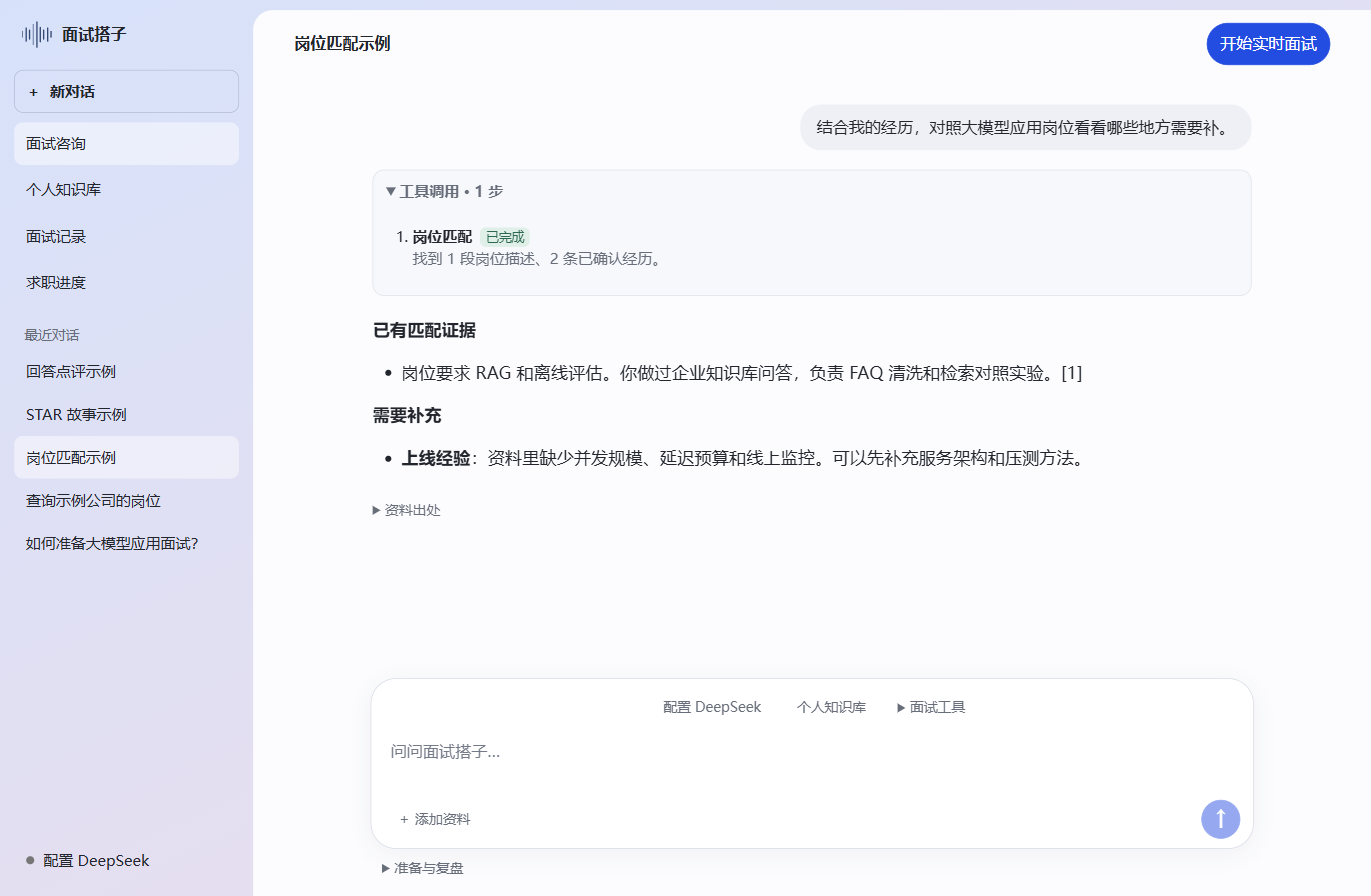 面试搭子
+ 新对话
面试咨询
个人知识库
面试记录
求职进度
最近对话
回答点评示例
STAR 故事示例
岗位匹配示例
查询示例公司的岗位
如何准备大模型应用面试?
配置 DeepSeek
岗位匹配示例
开始实时面试
结合我的经历，对照大模型应用岗位看看哪些地方需要补。
▼工具调用 • 1 步
1. 岗位匹配 已完成
找到 1 段岗位描述、2 条已确认经历。
已有匹配证据
• 岗位要求 RAG 和离线评估。你做过企业知识库问答，负责 FAQ 清洗和检索对照实验。[1]
需要补充
• 上线经验：资料里缺少并发规模、延迟预算和线上监控。可以先补充服务架构和压测方法。
▶资料出处
配置 DeepSeek 个人知识库 ▶面试工具
问问面试搭子...
+ 添加资料
↑
▶准备与复盘